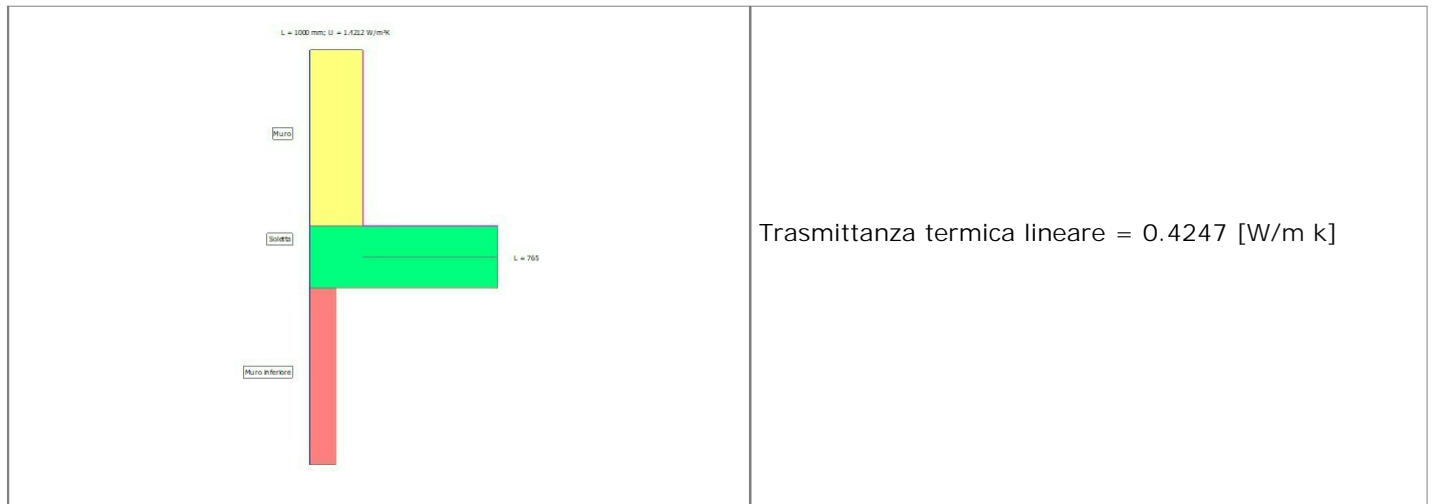 L = 1000 mm; U = 1.4212 W/m²K
Muro
Soletta
L = 765
Muro inferiore
Trasmittanza termica lineare = 0.4247 [W/m k]